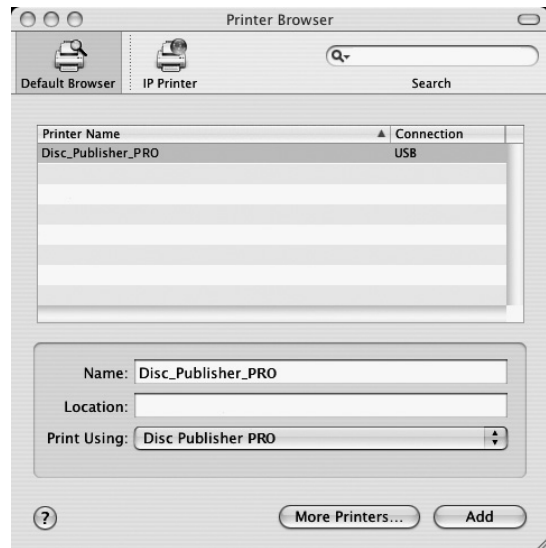 Printer Browser
Default Browser IP Printer Search
Printer Name Connection
Disc_Publisher_PRO USB
Name: Disc_Publisher_PRO
Location:
Print Using: Disc Publisher PRO
? More Printers... Add